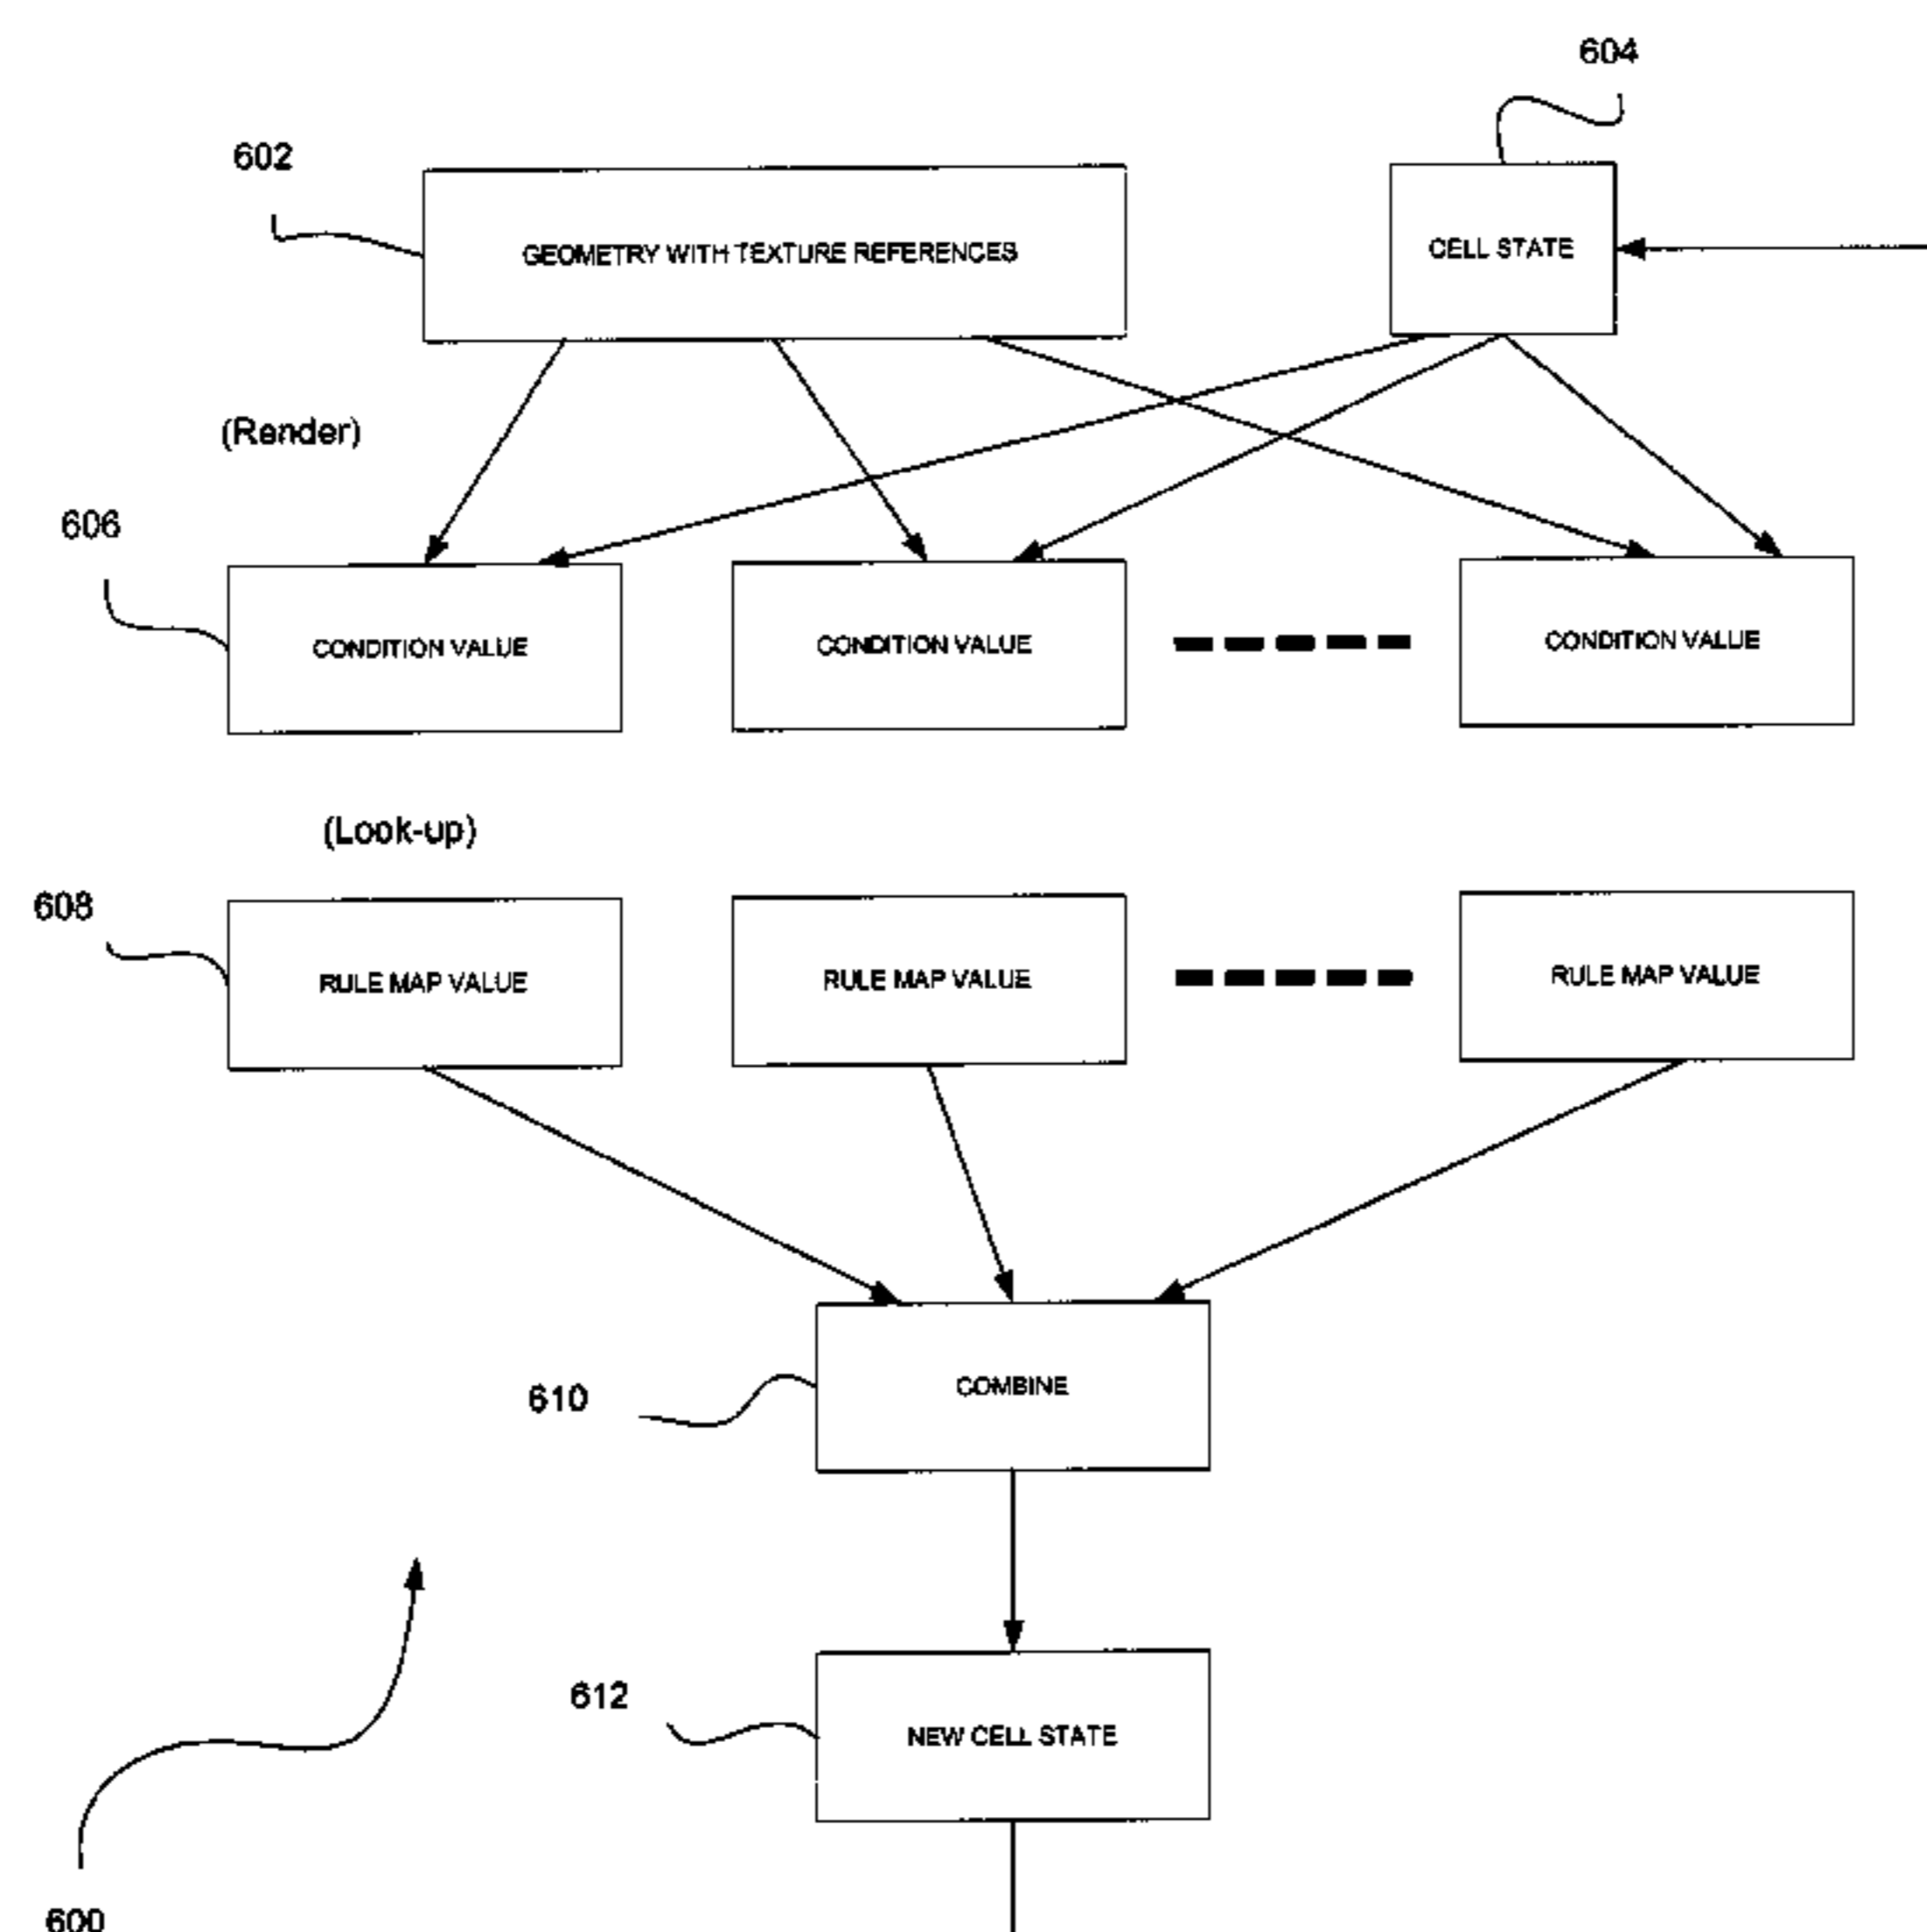 604
602
GEOMETRY WITH TEXTURE REFERENCES
CELL STATE
(Render)
606
CONDITION VALUE
CONDITION VALUE
CONDITION VALUE
(Look-up)
608
RULE MAP VALUE
RULE MAP VALUE
RULE MAP VALUE
610
COMBINE
612
NEW CELL STATE
600